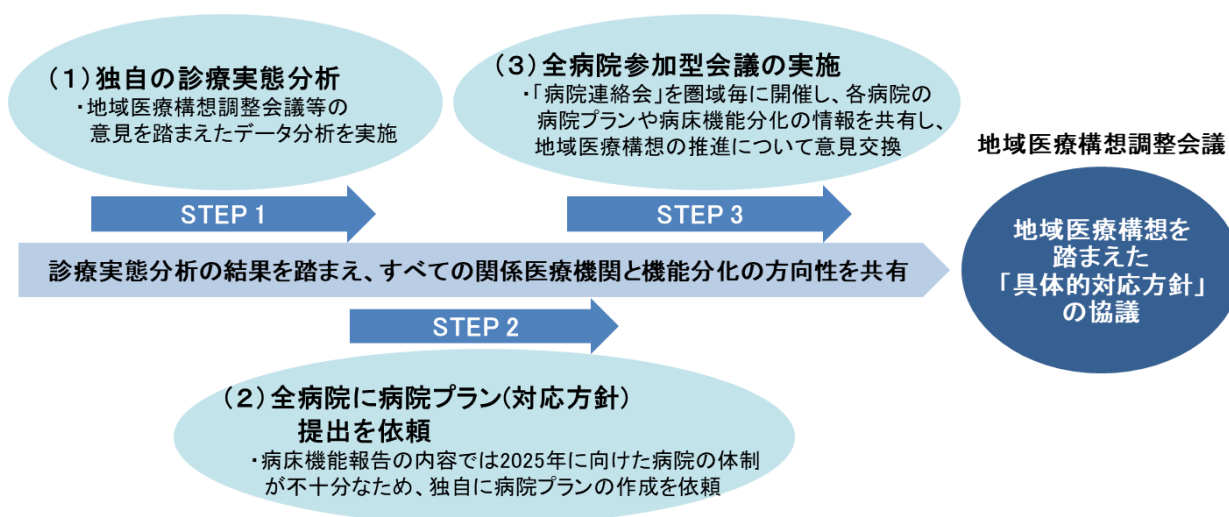 (1)独自の診療実態分析
・地域医療構想調整会議等の
意見を踏まえたデータ分析を実施
(3)全病院参加型会議の実施
・「病院連絡会」を圏域毎に開催し、各病院の
病院プランや病床機能分化の情報を共有し、
地域医療構想の推進について意見交換
地域医療構想調整会議
STEP 1
STEP 3
診療実態分析の結果を踏まえ、すべての関係医療機関と機能分化の方向性を共有
地域医療構想を
踏まえた
「具体的対応方針」
の協議
STEP 2
(2)全病院に病院プラン(対応方針)
提出を依頼
・病床機能報告の内容では2025年に向けた病院の体制
が不十分なため、独自に病院プランの作成を依頼